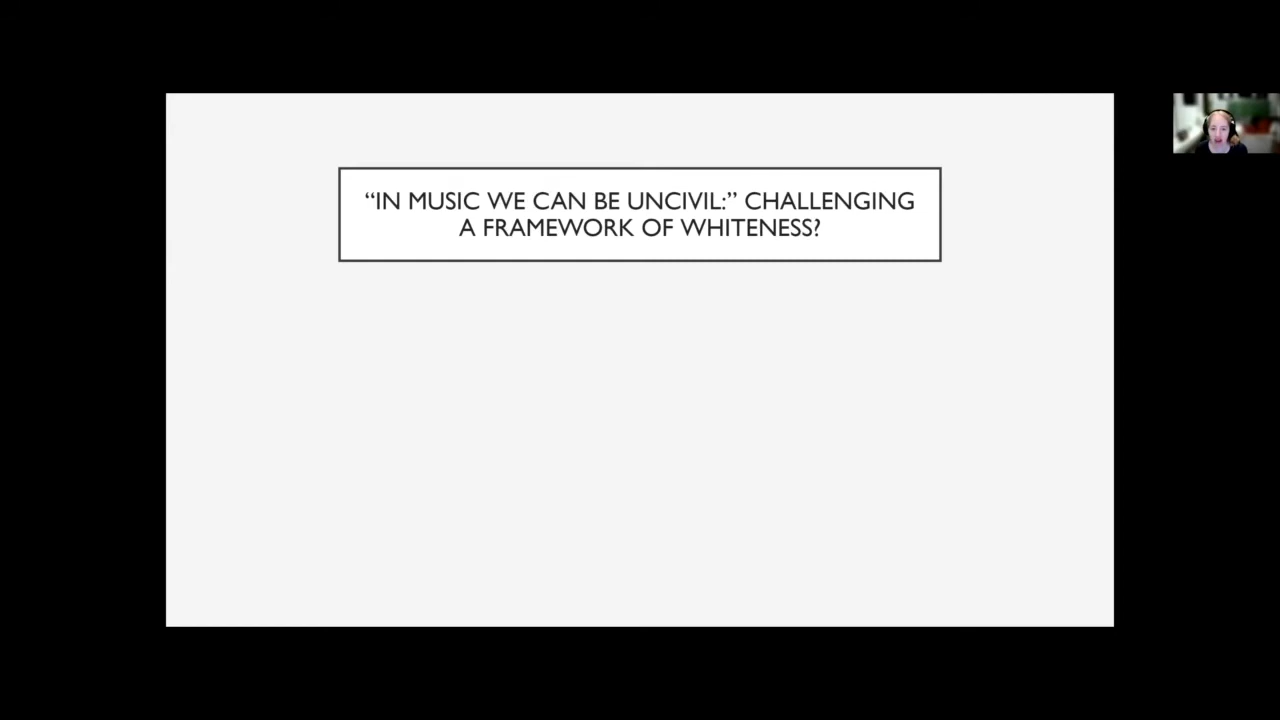 “IN MUSIC WE CAN BE UNCIVIL:” CHALLENGING
A FRAMEWORK OF WHITENESS?